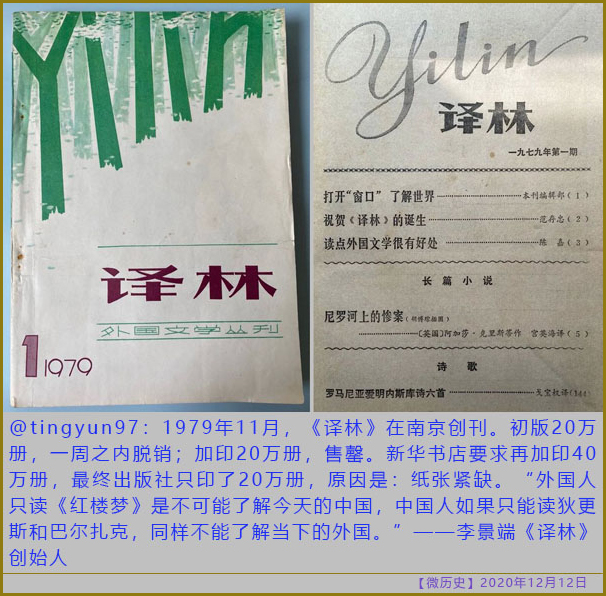 Yilin
译林
外国文学丛刊
1 1979
Yilin
译林
一九七九年第一期
打开“窗口”了解世界 本刊编辑部（1）
祝贺《译林》的诞生 范存忠（2）
读点外国文学很有好处 陈嘉（3）
长篇小说
尼罗河上的惨案
〔英国〕阿加莎·克里斯蒂作 宫英海译（5）
诗歌
罗马尼亚爱明内斯库诗六首 戈宝权译（144）
@tingyun97：1979年11月，《译林》在南京创刊。初版20万
册，一周之内脱销；加印20万册，售罄。新华书店要求再加印40
万册，最终出版社只印了20万册，原因是：纸张紧缺。“外国人
只读《红楼梦》是不可能了解今天的中国，中国人如果只能读狄更
斯和巴尔扎克，同样不能了解当下的外国。”——李景端《译林》
创始人
【微历史】2020年12月12日